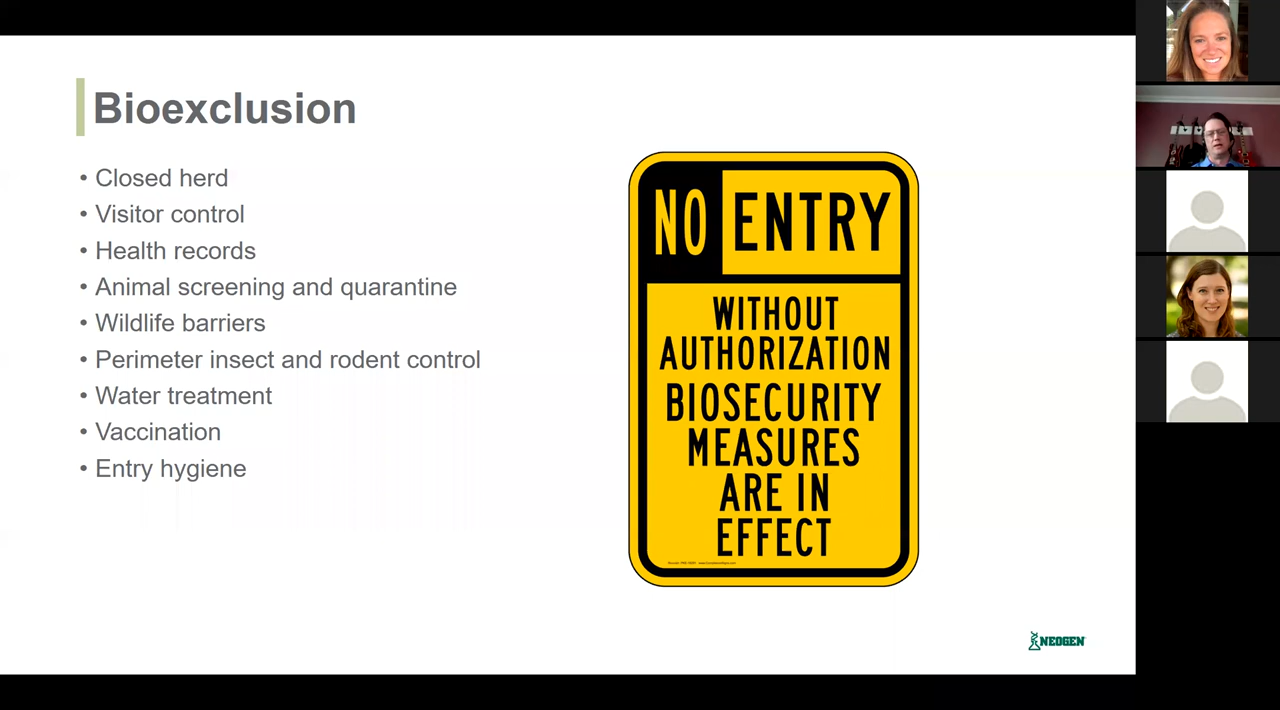 Bioexclusion
• Closed herd
• Visitor control
• Health records
• Animal screening and quarantine
• Wildlife barriers
• Perimeter insect and rodent control
• Water treatment
• Vaccination
• Entry hygiene
NO ENTRY
WITHOUT
AUTHORIZATION
BIOSECURITY
MEASURES
ARE IN
EFFECT
NEOGEN